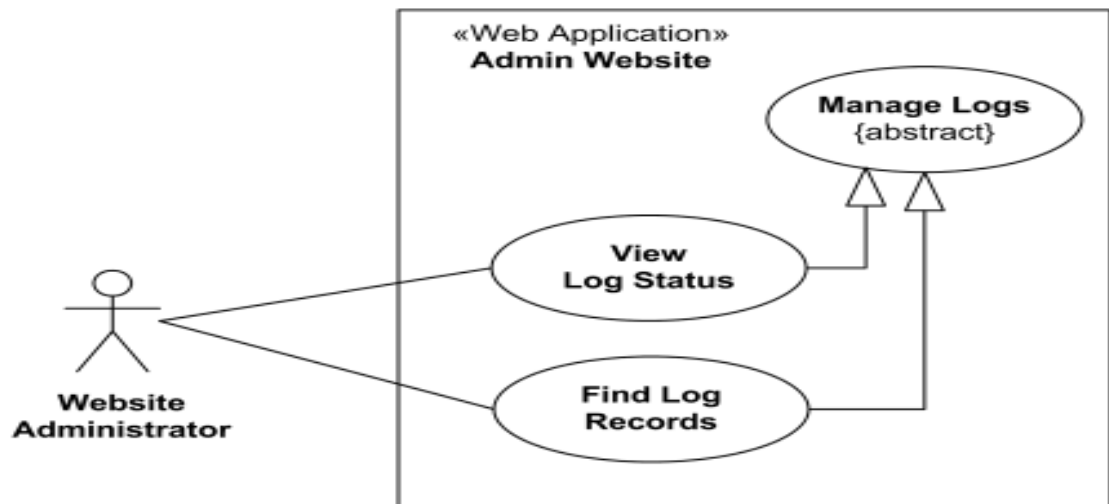 «Web Application»
Admin Website
Manage Logs
{abstract}
View
Log Status
Find Log
Records
Website
Administrator